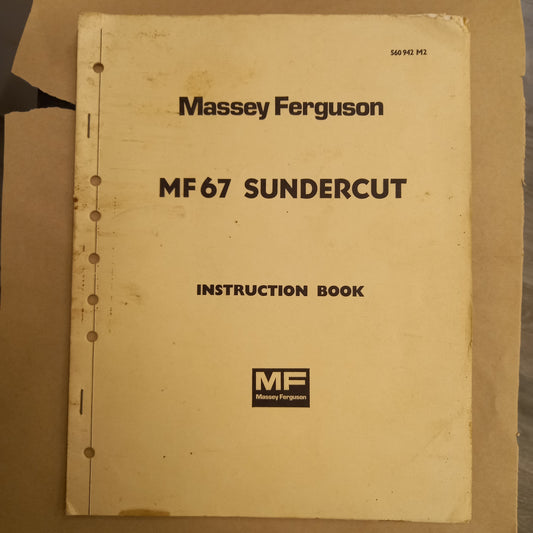 560 942 M2
Massey Ferguson
MF 67 SUNDERCUT
INSTRUCTION BOOK
MF
Massey Ferguson